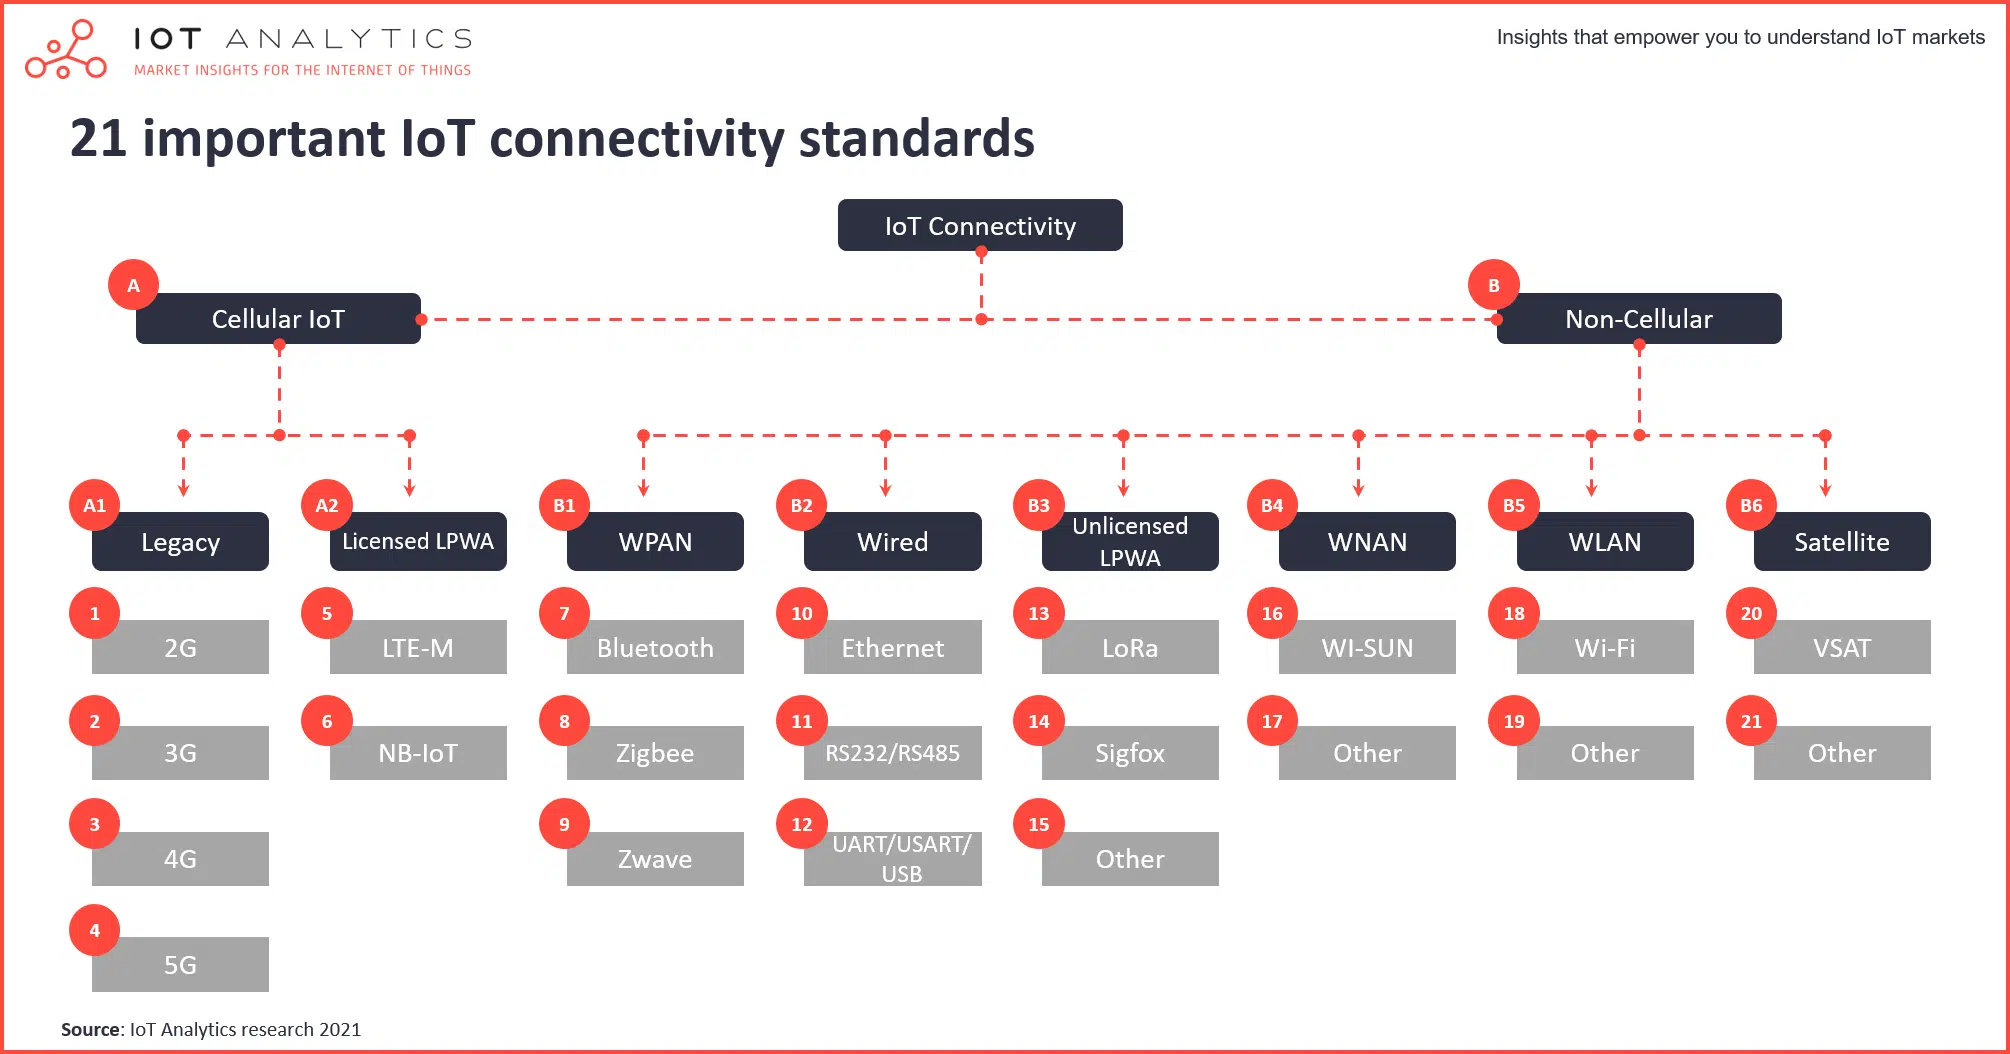 IOT ANALYTICS
MARKET INSIGHTS FOR THE INTERNET OF THINGS
Insights that empower you to understand IoT markets
21 important IoT connectivity standards
IoT Connectivity
A
Cellular IoT
B
Non-Cellular
A1
Legacy
A2
Licensed LPWA
B1
WPAN
B2
Wired
B3
Unlicensed
LPWA
B4
WNAN
B5
WLAN
B6
Satellite
1
2G
5
LTE-M
7
Bluetooth
10
Ethernet
13
LoRa
16
WI-SUN
18
Wi-Fi
20
VSAT
2
3G
6
NB-IoT
8
Zigbee
11
RS232/RS485
14
Sigfox
17
Other
19
Other
21
Other
3
4G
9
Zwave
12
UART/USART/
USB
15
Other
4
5G
Source: IoT Analytics research 2021